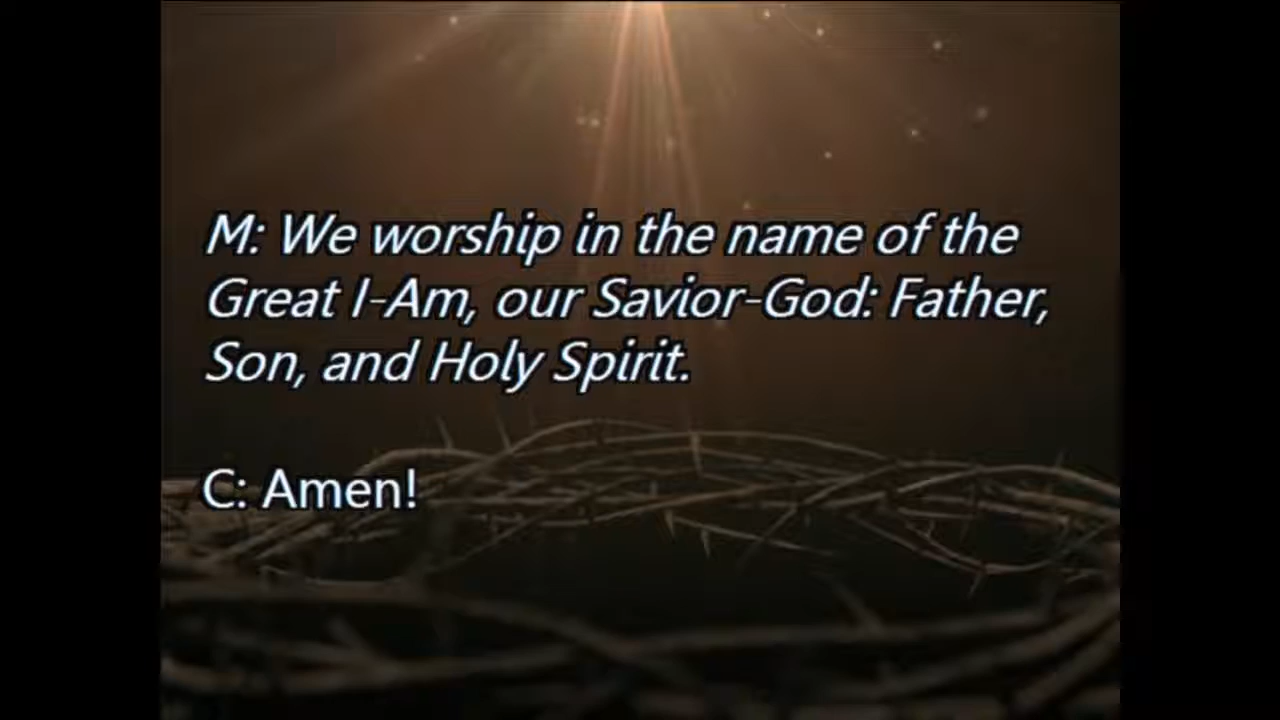 M: We worship in the name of the
Great I-Am, our Savior-God: Father,
Son, and Holy Spirit.
C: Amen!